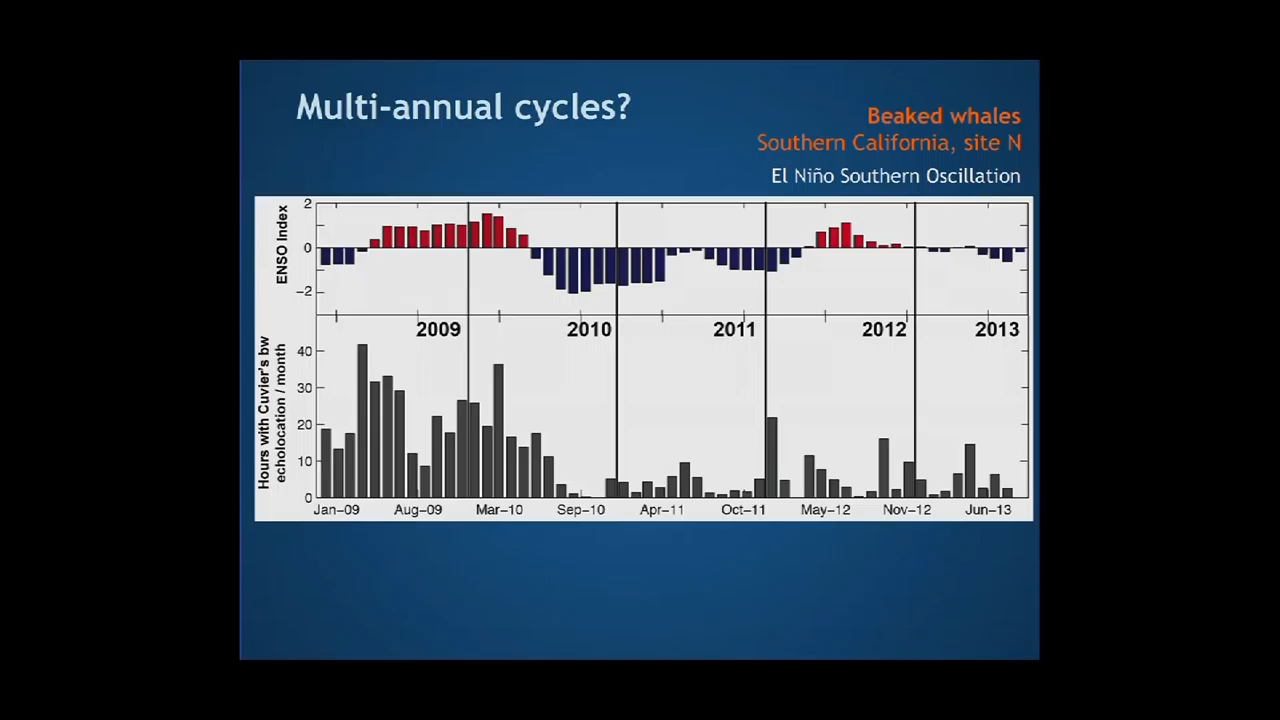 Multi-annual cycles?
Beaked whales
Southern California, site N
El Niño Southern Oscillation
ENSO Index
2
0
−2
2009
2010
2011
2012
2013
Hours with Cuvier's bw
echolocation / month
40
30
20
10
0
Jan−09
Aug−09
Mar−10
Sep−10
Apr−11
Oct−11
May−12
Nov−12
Jun−13